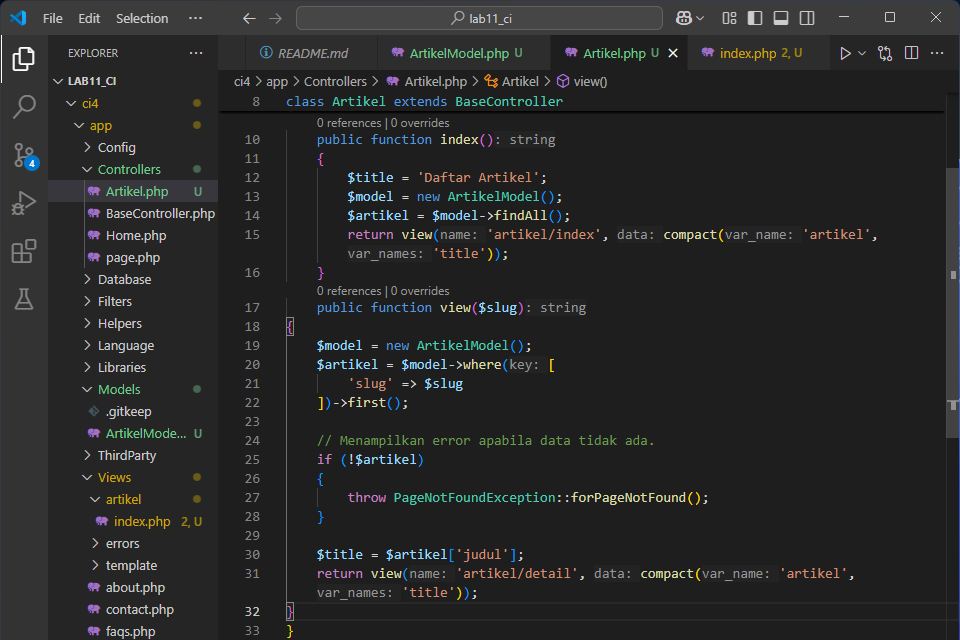 File Edit Selection ··· lab11_ci
EXPLORER ···
LAB11_CI
ci4
app
Config
Controllers
Artikel.php U
BaseController.php
Home.php
page.php
Database
Filters
Helpers
Language
Libraries
Models
.gitkeep
ArtikelMode... U
ThirdParty
Views
artikel
index.php 2, U
errors
template
about.php
contact.php
faqs.php
4
README.md ArtikelModel.php U Artikel.php U index.php 2, U ···
ci4 > app > Controllers > Artikel.php > Artikel > view()
8 class Artikel extends BaseController
0 references | 0 overrides
10 public function index(): string
11 {
12 $title = 'Daftar Artikel';
13 $model = new ArtikelModel();
14 $artikel = $model->findAll();
15 return view(name: 'artikel/index', data: compact(var_name: 'artikel',
var_names: 'title'));
16 }
0 references | 0 overrides
17 public function view($slug): string
18 {
19 $model = new ArtikelModel();
20 $artikel = $model->where(key: [
21 'slug' => $slug
22 ])->first();
23
24 // Menampilkan error apabila data tidak ada.
25 if (!$artikel)
26 {
27 throw PageNotFoundException::forPageNotFound();
28 }
29
30 $title = $artikel['judul'];
31 return view(name: 'artikel/detail', data: compact(var_name: 'artikel',
var_names: 'title'));
32 }
33 }